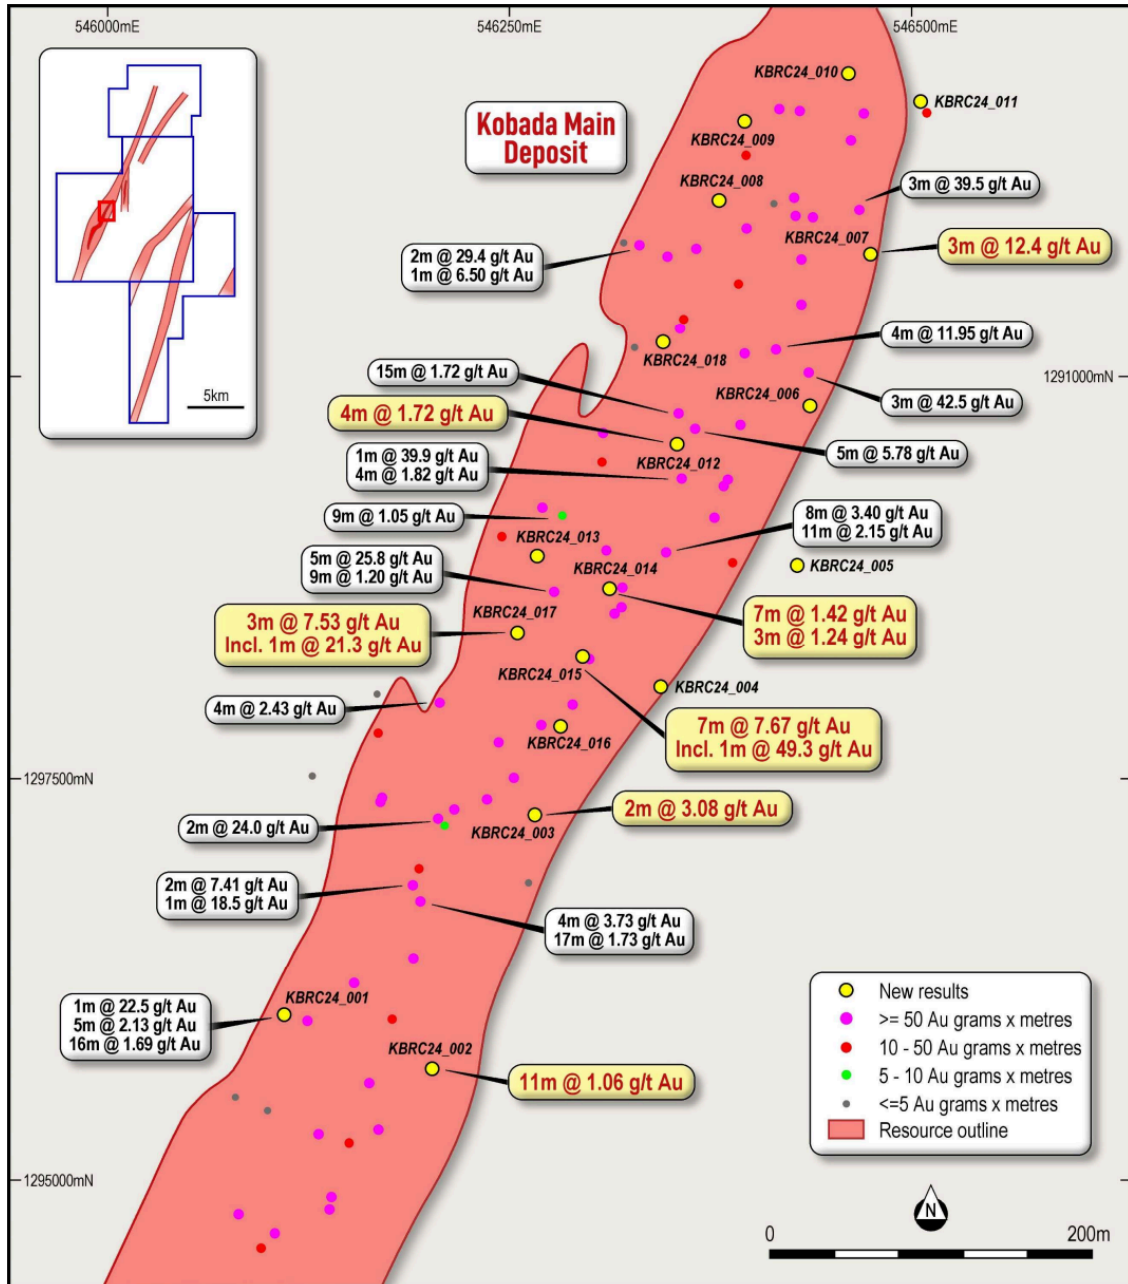 546000mE
546250mE
546500mE
KBRC24_010
KBRC24_011
Kobada Main
Deposit
KBRC24_009
KBRC24_008
3m @ 39.5 g/t Au
KBRC24_007
3m @ 12.4 g/t Au
2m @ 29.4 g/t Au
1m @ 6.50 g/t Au
5km
4m @ 11.95 g/t Au
KBRC24_018
15m @ 1.72 g/t Au
1291000mN
KBRC24_006
3m @ 42.5 g/t Au
4m @ 1.72 g/t Au
KBRC24_012
5m @ 5.78 g/t Au
1m @ 39.9 g/t Au
4m @ 1.82 g/t Au
9m @ 1.05 g/t Au
8m @ 3.40 g/t Au
11m @ 2.15 g/t Au
KBRC24_013
5m @ 25.8 g/t Au
9m @ 1.20 g/t Au
KBRC24_014
KBRC24_005
KBRC24_017
3m @ 7.53 g/t Au
Incl. 1m @ 21.3 g/t Au
7m @ 1.42 g/t Au
3m @ 1.24 g/t Au
KBRC24_015
KBRC24_004
4m @ 2.43 g/t Au
7m @ 7.67 g/t Au
Incl. 1m @ 49.3 g/t Au
KBRC24_016
1297500mN
2m @ 3.08 g/t Au
2m @ 24.0 g/t Au
KBRC24_003
2m @ 7.41 g/t Au
1m @ 18.5 g/t Au
4m @ 3.73 g/t Au
17m @ 1.73 g/t Au
KBRC24_001
1m @ 22.5 g/t Au
5m @ 2.13 g/t Au
16m @ 1.69 g/t Au
KBRC24_002
11m @ 1.06 g/t Au
New results
>= 50 Au grams x metres
10 - 50 Au grams x metres
5 - 10 Au grams x metres
<=5 Au grams x metres
Resource outline
1295000mN
N
0
200m